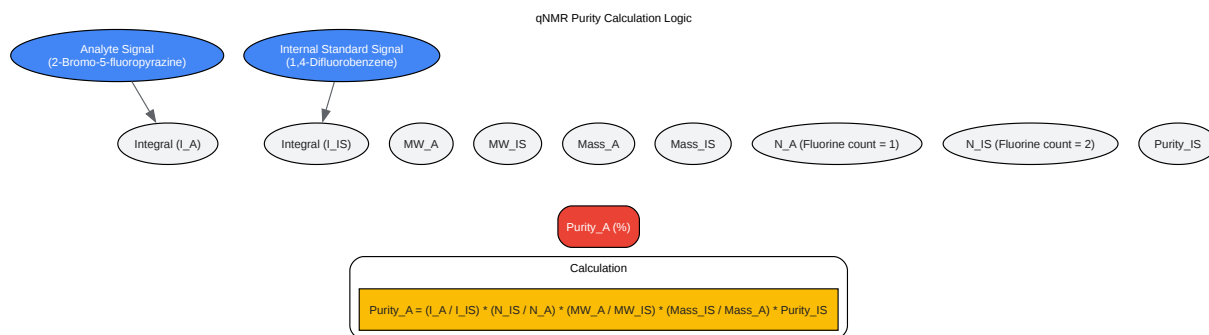 qNMR Purity Calculation Logic
Analyte Signal
(2-Bromo-5-fluoropyrazine)
Internal Standard Signal
(1,4-Difluorobenzene)
Integral (I_A)
Integral (I_IS)
MW_A
MW_IS
Mass_A
Mass_IS
N_A (Fluorine count = 1)
N_IS (Fluorine count = 2)
Purity_IS
Purity_A (%)
Calculation
Purity_A = (I_A / I_IS) * (N_IS / N_A) * (MW_A / MW_IS) * (Mass_IS / Mass_A) * Purity_IS